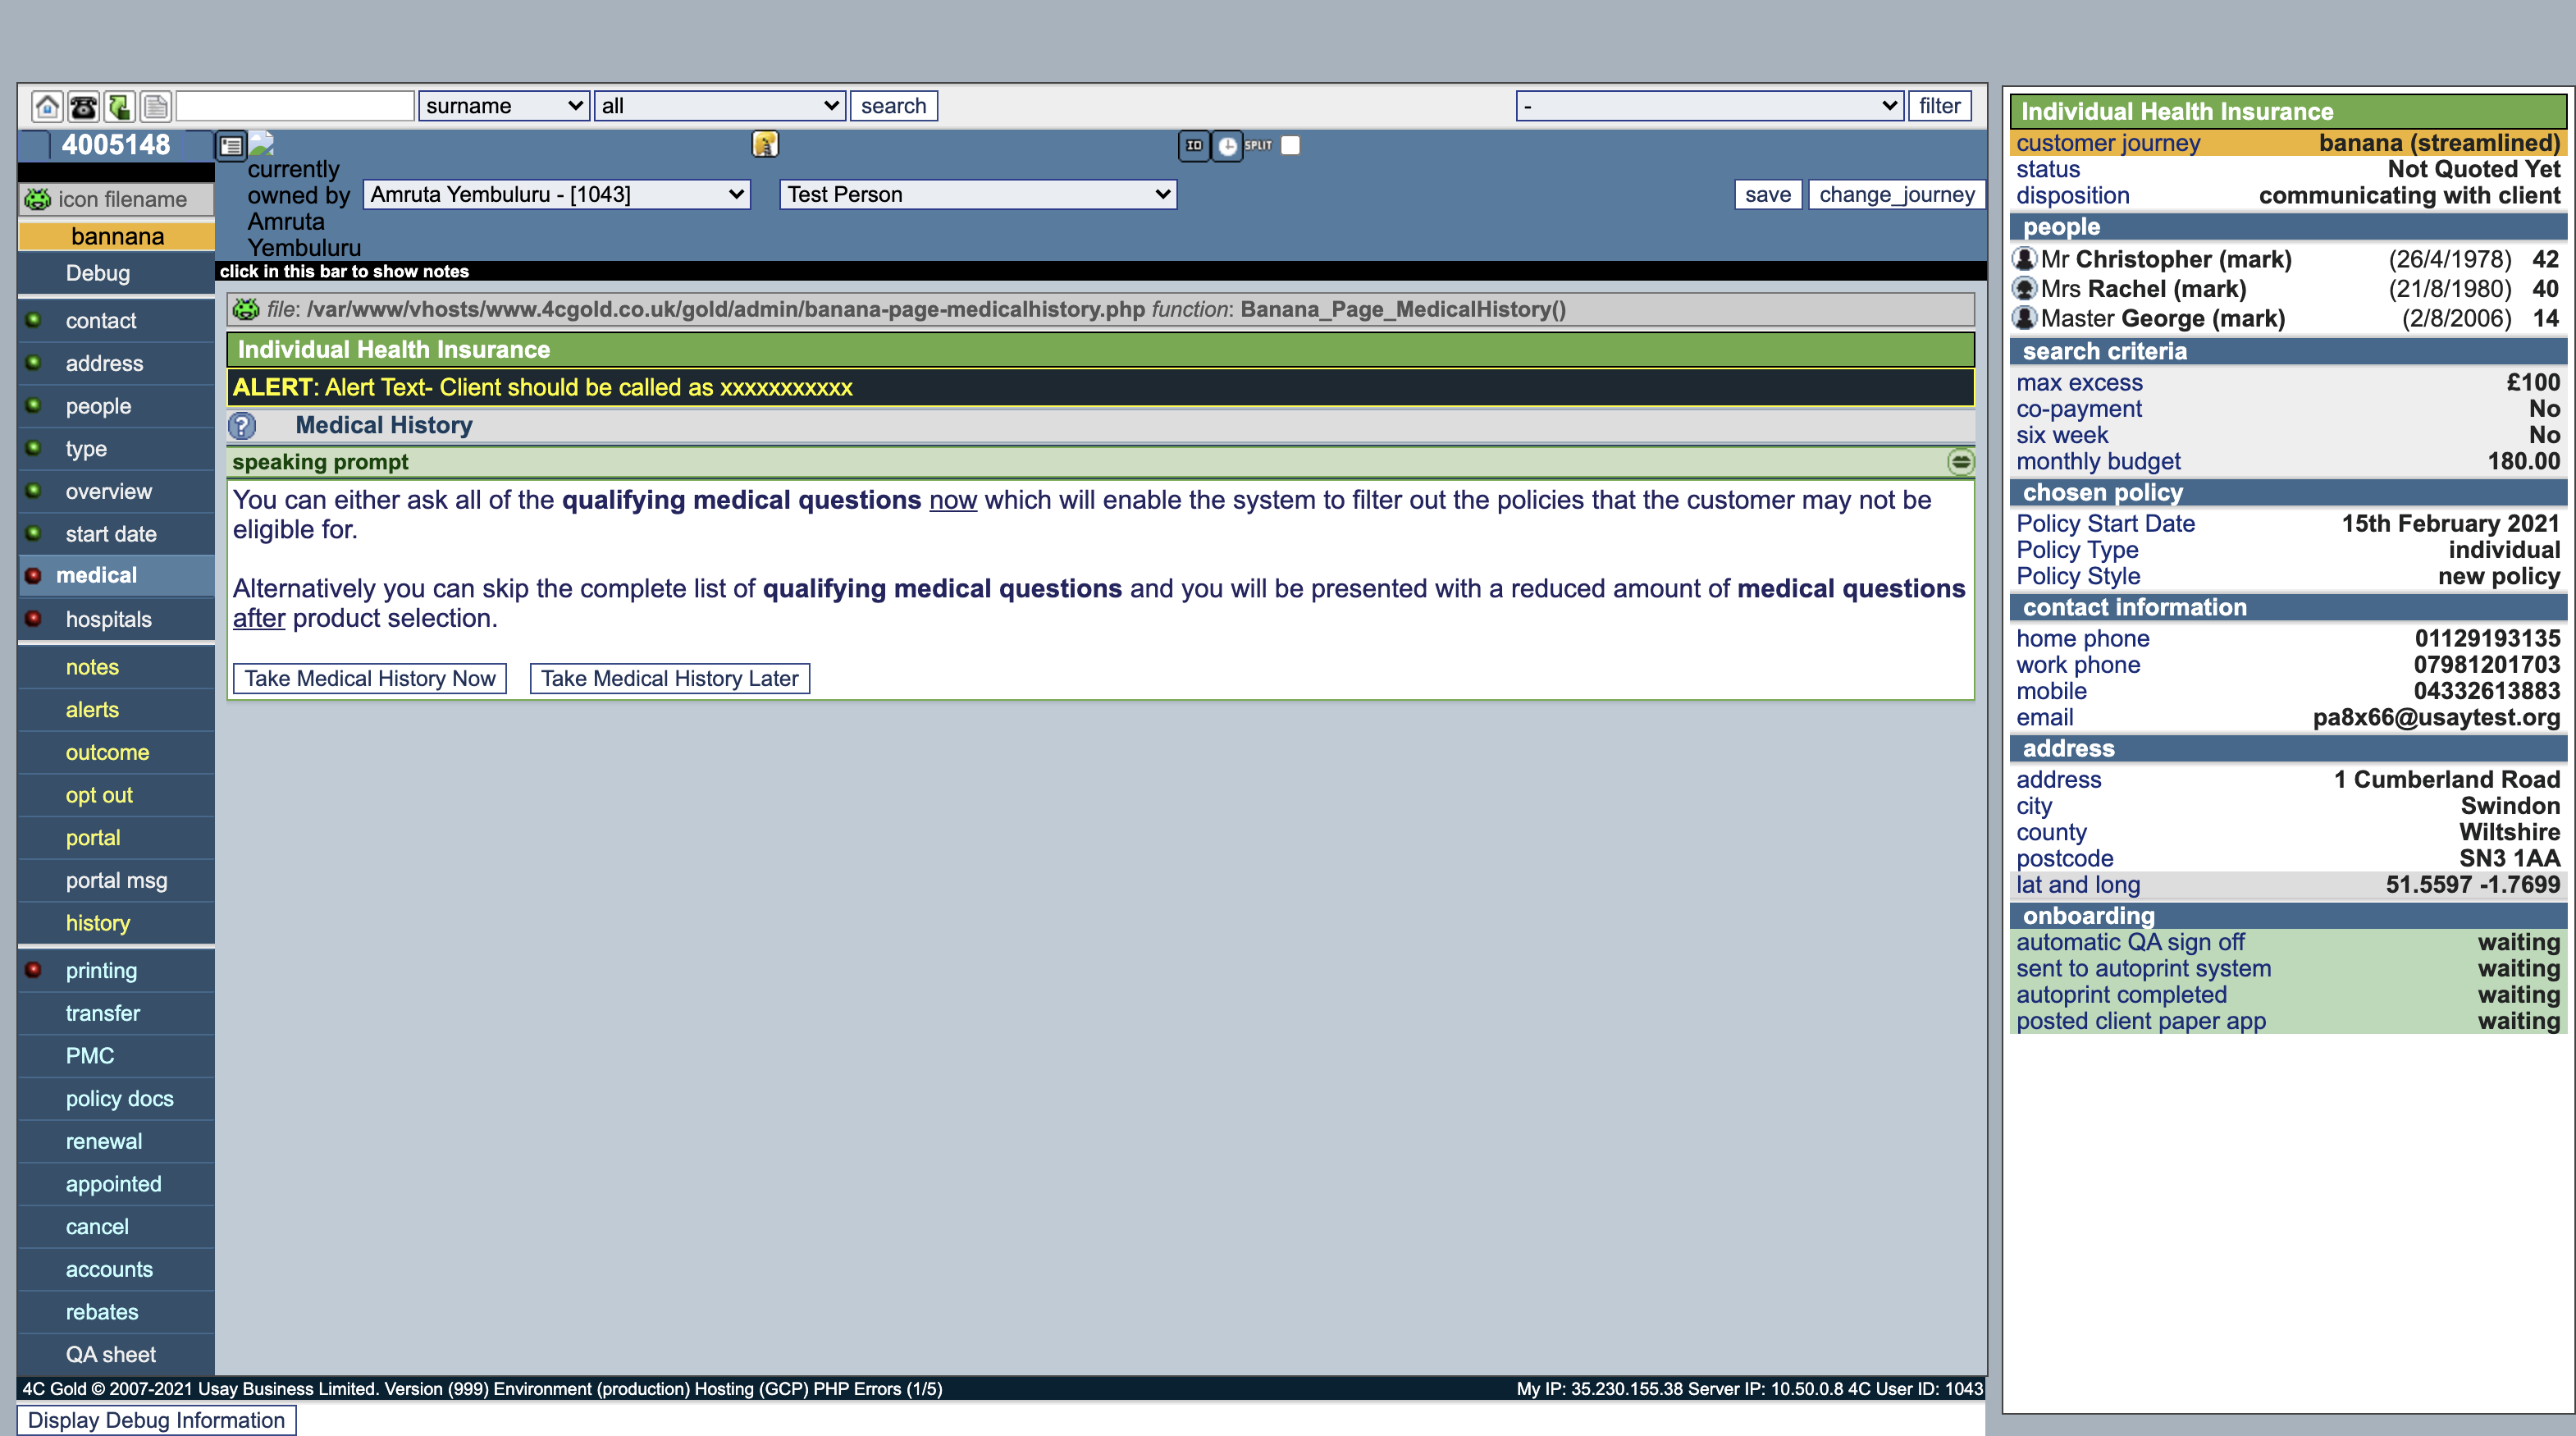 surname
all
search
-
filter
4005148
currently
owned by
Amruta
Yembuluru
Amruta Yembuluru - [1043]
Test Person
ID
SPLIT
save
change_journey
icon filename
bannana
Debug
contact
address
people
type
overview
start date
medical
hospitals
notes
alerts
outcome
opt out
portal
portal msg
history
printing
transfer
PMC
policy docs
renewal
appointed
cancel
accounts
rebates
QA sheet
click in this bar to show notes
file: /var/www/vhosts/www.4cgold.co.uk/gold/admin/banana-page-medicalhistory.php function: Banana_Page_MedicalHistory()
Individual Health Insurance
ALERT: Alert Text- Client should be called as xxxxxxxxxxx
? Medical History
speaking prompt
You can either ask all of the qualifying medical questions now which will enable the system to filter out the policies that the customer may not be
eligible for.
Alternatively you can skip the complete list of qualifying medical questions and you will be presented with a reduced amount of medical questions
after product selection.
Take Medical History Now
Take Medical History Later
4C Gold © 2007-2021 Usay Business Limited. Version (999) Environment (production) Hosting (GCP) PHP Errors (1/5)
My IP: 35.230.155.38 Server IP: 10.50.0.8 4C User ID: 1043
Display Debug Information
Individual Health Insurance
customer journey banana (streamlined)
status Not Quoted Yet
disposition communicating with client
people
Mr Christopher (mark) (26/4/1978) 42
Mrs Rachel (mark) (21/8/1980) 40
Master George (mark) (2/8/2006) 14
search criteria
max excess £100
co-payment No
six week No
monthly budget 180.00
chosen policy
Policy Start Date 15th February 2021
Policy Type individual
Policy Style new policy
contact information
home phone 01129193135
work phone 07981201703
mobile 04332613883
email pa8x66@usaytest.org
address
address 1 Cumberland Road
city Swindon
county Wiltshire
postcode SN3 1AA
lat and long 51.5597 -1.7699
onboarding
automatic QA sign off waiting
sent to autoprint system waiting
autoprint completed waiting
posted client paper app waiting